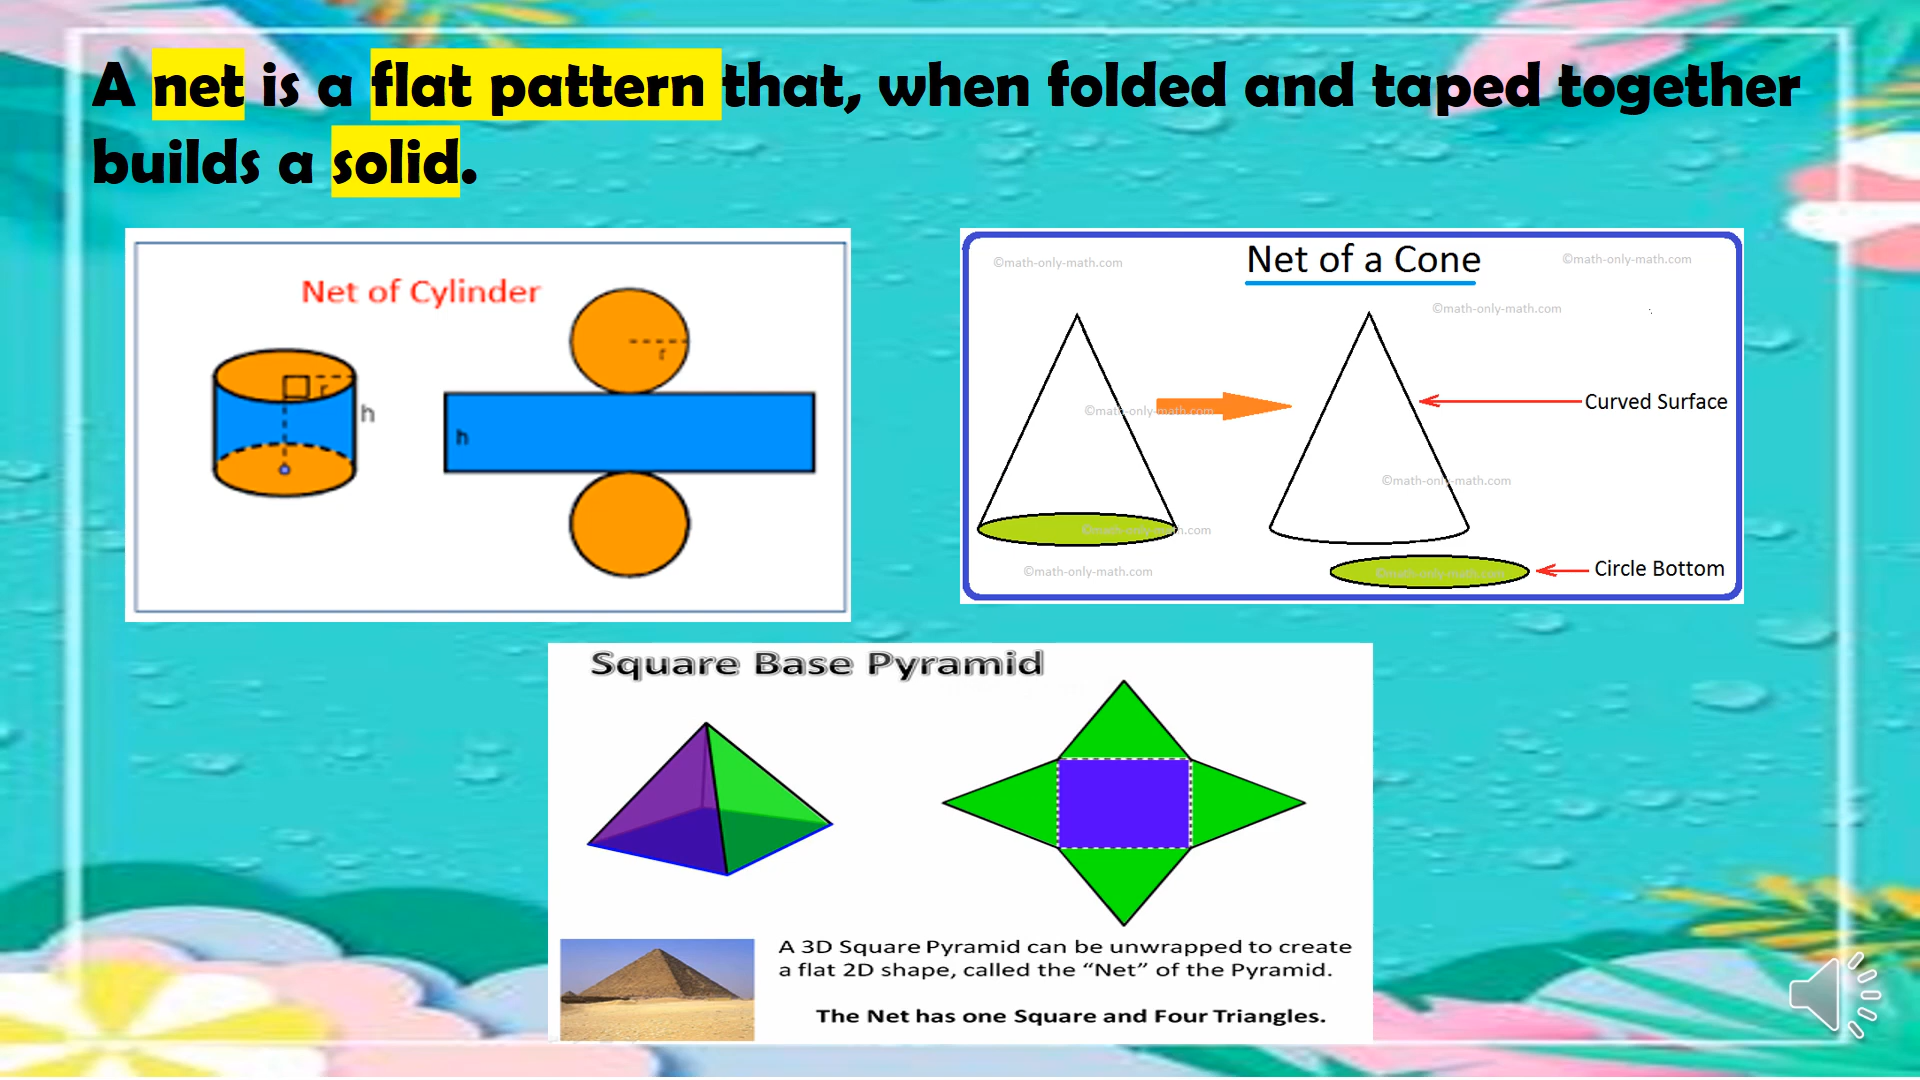 A net is a flat pattern that, when folded and taped together
builds a solid.
Net of Cylinder
r
r
h
h
Net of a Cone
©math-only-math.com
©math-only-math.com
©math-only-math.com
Curved Surface
©math-only-math.com
©math-only-math.com
©math-only-math.com
©math-only-math.com
Circle Bottom
©math-only-math.com
Square Base Pyramid
A 3D Square Pyramid can be unwrapped to create
a flat 2D shape, called the “Net” of the Pyramid.
The Net has one Square and Four Triangles.